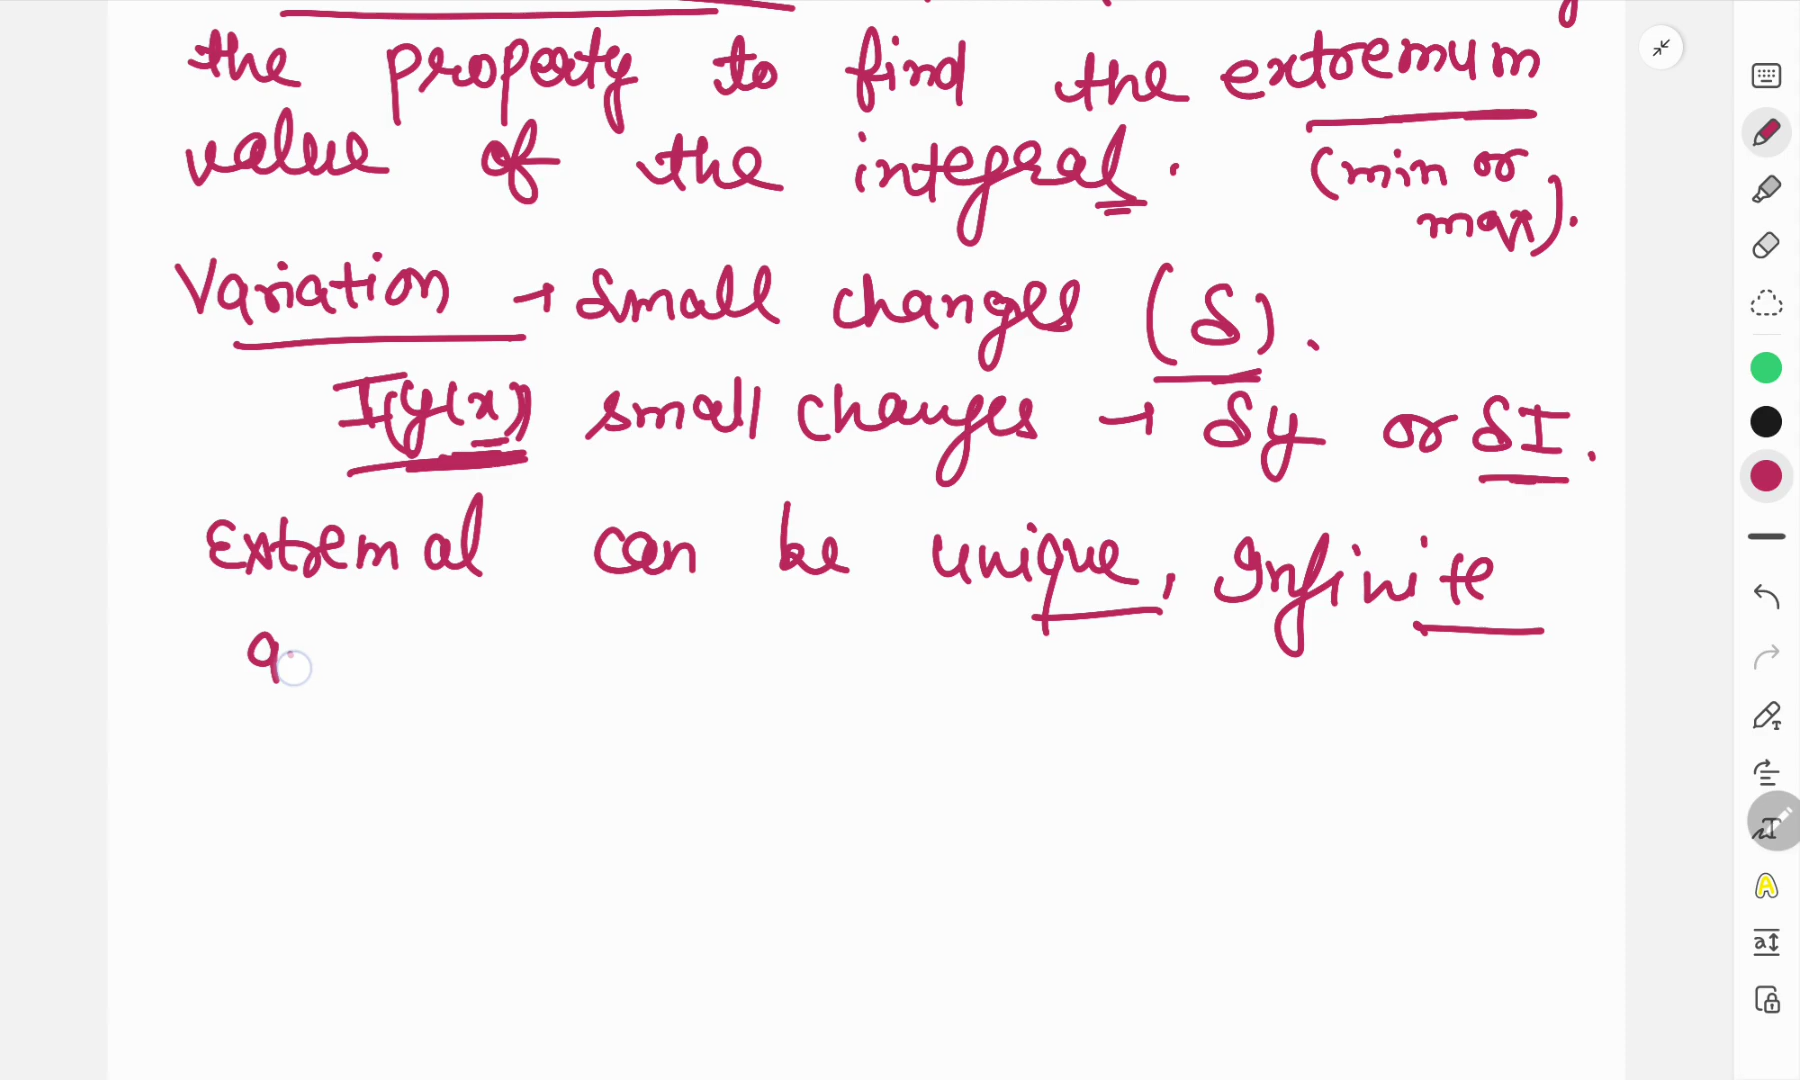 the property to find the extremum
value of the integral. (min or
max).
Variation → Small changes (δ).
I(y(x)) small changes → δy or δI.
Extremal can be unique, Infinite
a